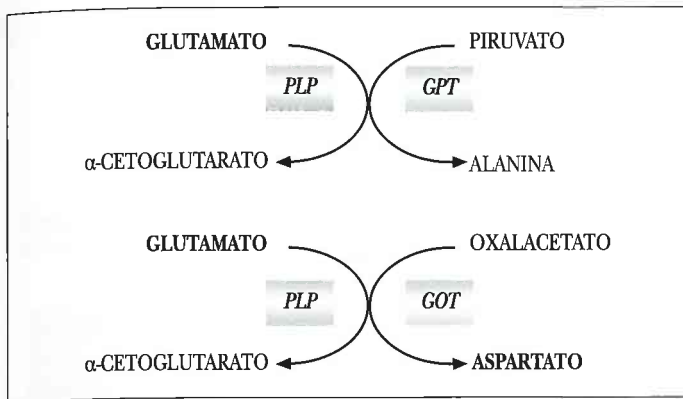 GLUTAMATO PIRUVATO
PLP GPT
α-CETOGLUTARATO ALANINA
GLUTAMATO OXALACETATO
PLP GOT
α-CETOGLUTARATO ASPARTATO